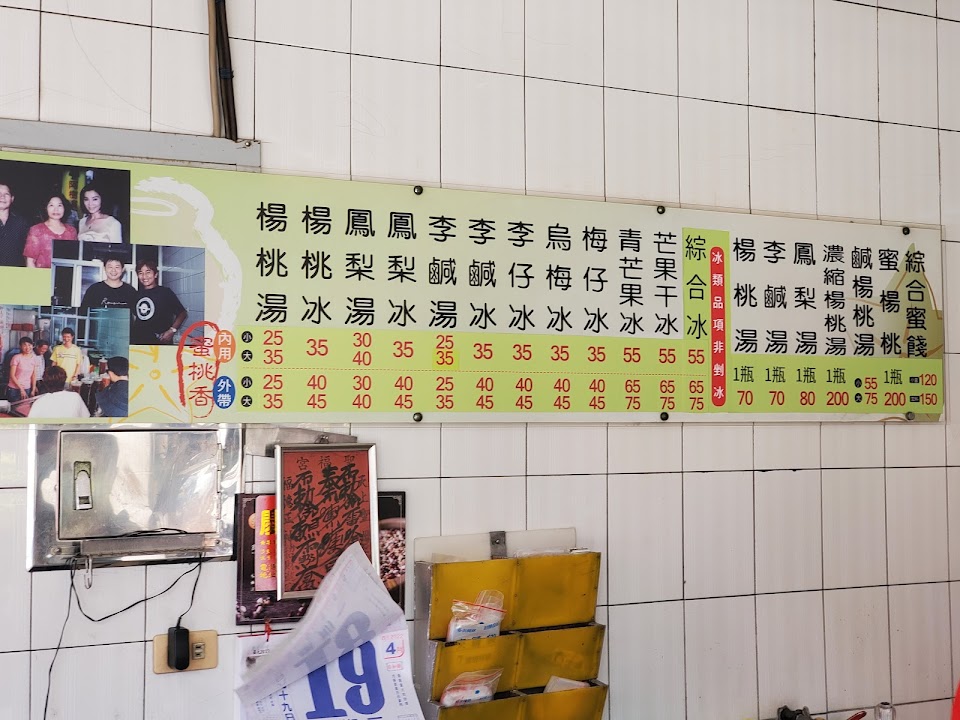 楊桃湯
楊桃冰
鳳梨湯
鳳梨冰
李鹹湯
李鹹冰
李仔冰
烏梅冰
梅仔冰
青芒果冰
芒果干冰
綜合冰
冰類品項非剉冰
楊桃湯
李鹹湯
鳳梨湯
濃縮楊桃湯
鹹楊桃湯
蜜楊桃
綜合蜜餞
蜜桃香
內用
小 25 35 30 35 25 35 35 35 35 55 55 55
大 35 40 35
外帶
小 25 40 30 40 25 40 40 40 40 65 65 65
大 35 45 40 45 35 45 45 45 45 75 75 75
1瓶 70
1瓶 70
1瓶 80
1瓶 200
小 55
大 75
1瓶 200
120
150
19
4
十九日